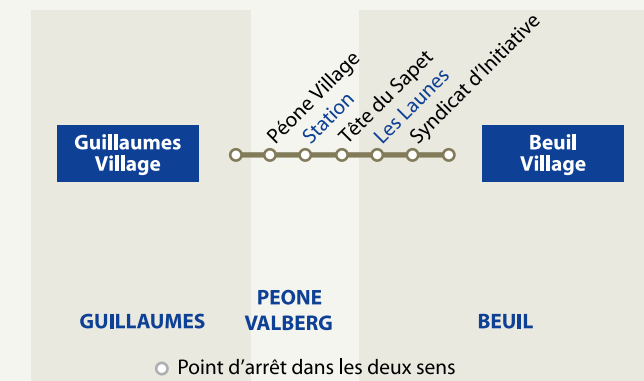 Péone Village
Station
Tête du Sapet
Les Launes
Syndicat d'Initiative
Guillaumes
Village
Beuil
Village
GUILLAUMES
PEONE
VALBERG
BEUIL
Point d'arrêt dans les deux sens